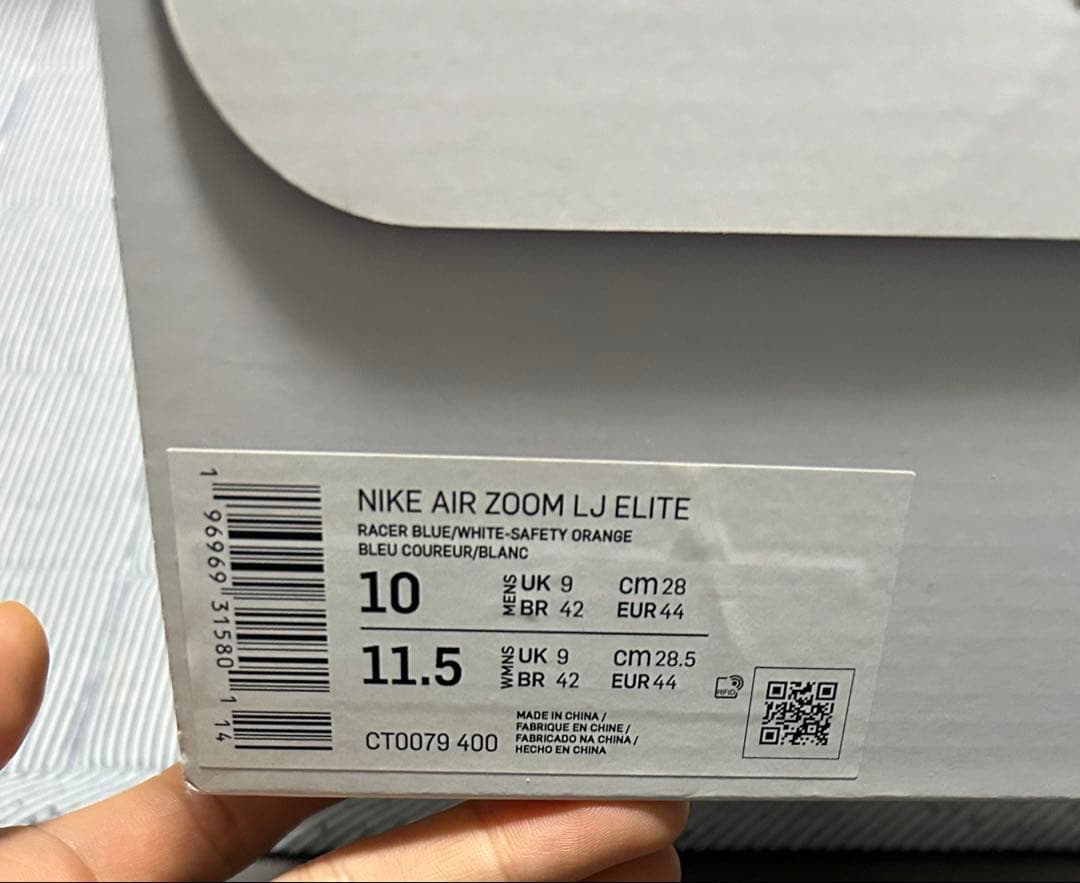 NIKE AIR ZOOM LJ ELITE
RACER BLUE/WHITE-SAFETY ORANGE
BLEU COUREUR/BLANC
10 MENS UK 9 cm 28
BR 42 EUR 44
11.5 WMNS UK 9 cm 28.5
BR 42 EUR 44
RFID
CT0079 400
MADE IN CHINA /
FABRIQUE EN CHINE /
FABRICADO NA CHINA /
HECHO EN CHINA
1 96969 31580 1 14